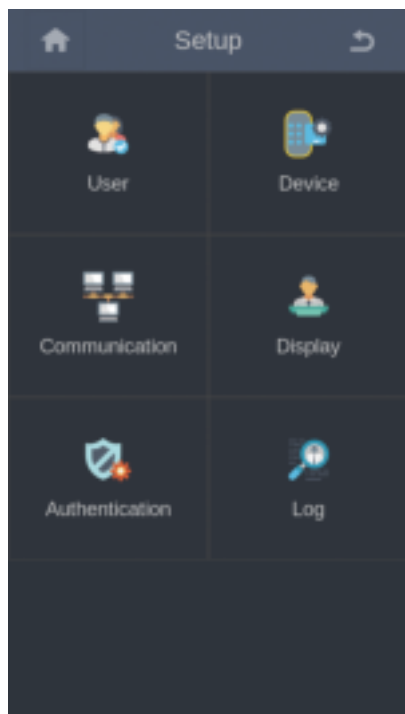 Setup
User
Device
Communication
Display
Authentication
Log